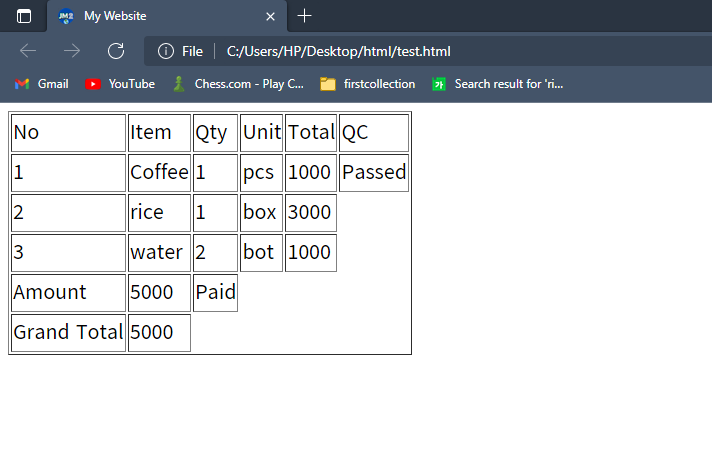 JM2
My Website
File C:/Users/HP/Desktop/html/test.html
Gmail YouTube Chess.com - Play C... firstcollection 가 Search result for 'ri...
No Item Qty Unit Total QC
1 Coffee 1 pcs 1000 Passed
2 rice 1 box 3000
3 water 2 bot 1000
Amount 5000 Paid
Grand Total 5000